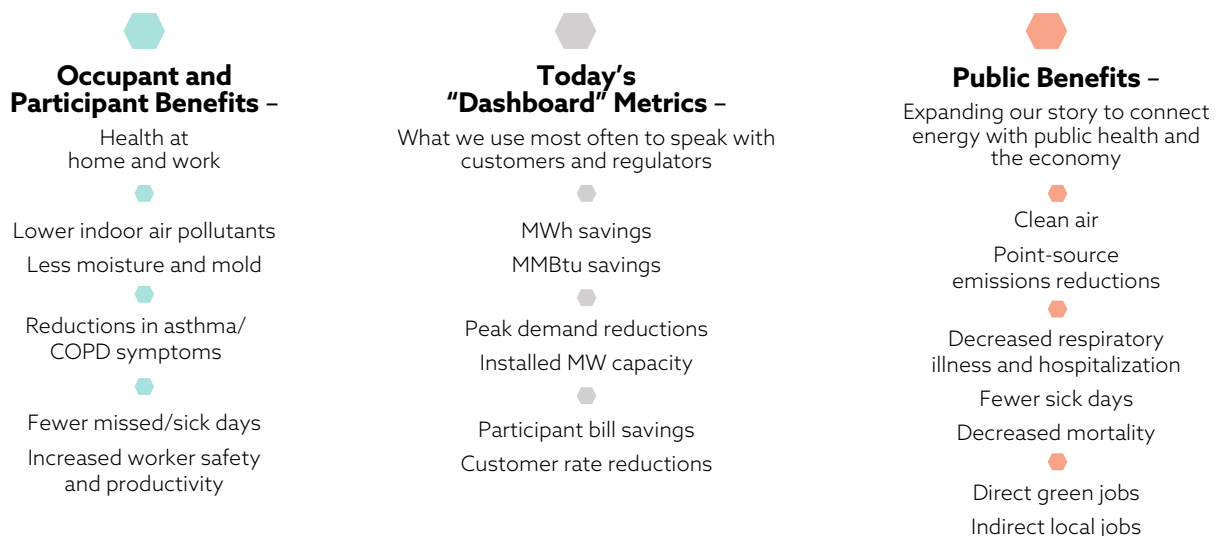 Occupant and
Participant Benefits –
Health at
home and work
Lower indoor air pollutants
Less moisture and mold
Reductions in asthma/
COPD symptoms
Fewer missed/sick days
Increased worker safety
and productivity
Today’s
“Dashboard” Metrics –
What we use most often to speak with
customers and regulators
MWh savings
MMBtu savings
Peak demand reductions
Installed MW capacity
Participant bill savings
Customer rate reductions
Public Benefits –
Expanding our story to connect
energy with public health and
the economy
Clean air
Point-source
emissions reductions
Decreased respiratory
illness and hospitalization
Fewer sick days
Decreased mortality
Direct green jobs
Indirect local jobs